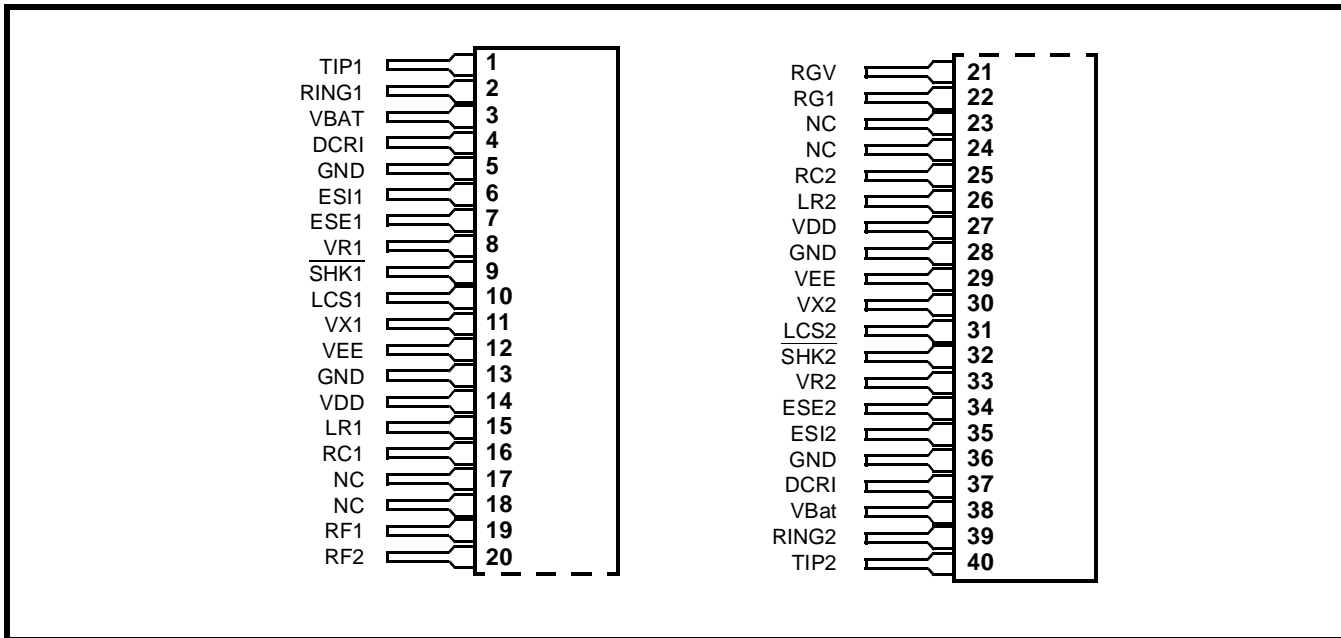 TIP1 1
RING1 2
VBAT 3
DCRI 4
GND 5
ESI1 6
ESE1 7
VR1 8
SHK1 9
LCS1 10
VX1 11
VEE 12
GND 13
VDD 14
LR1 15
RC1 16
NC 17
NC 18
RF1 19
RF2 20
RGV 21
RG1 22
NC 23
NC 24
RC2 25
LR2 26
VDD 27
GND 28
VEE 29
VX2 30
LCS2 31
SHK2 32
VR2 33
ESE2 34
ESI2 35
GND 36
DCRI 37
VBat 38
RING2 39
TIP2 40